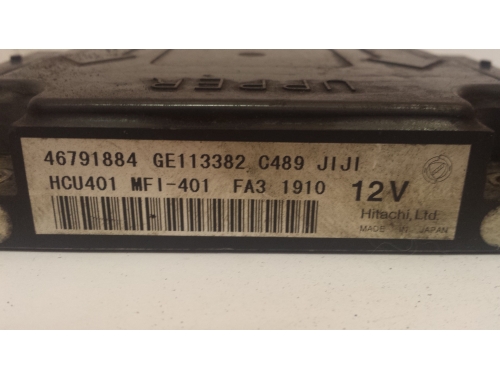 UPPER
46791884 GE113382 C489 JIJI
HCU401 MFI-401 FA3 1910 12V
Hitachi, Ltd.
MADE IN JAPAN